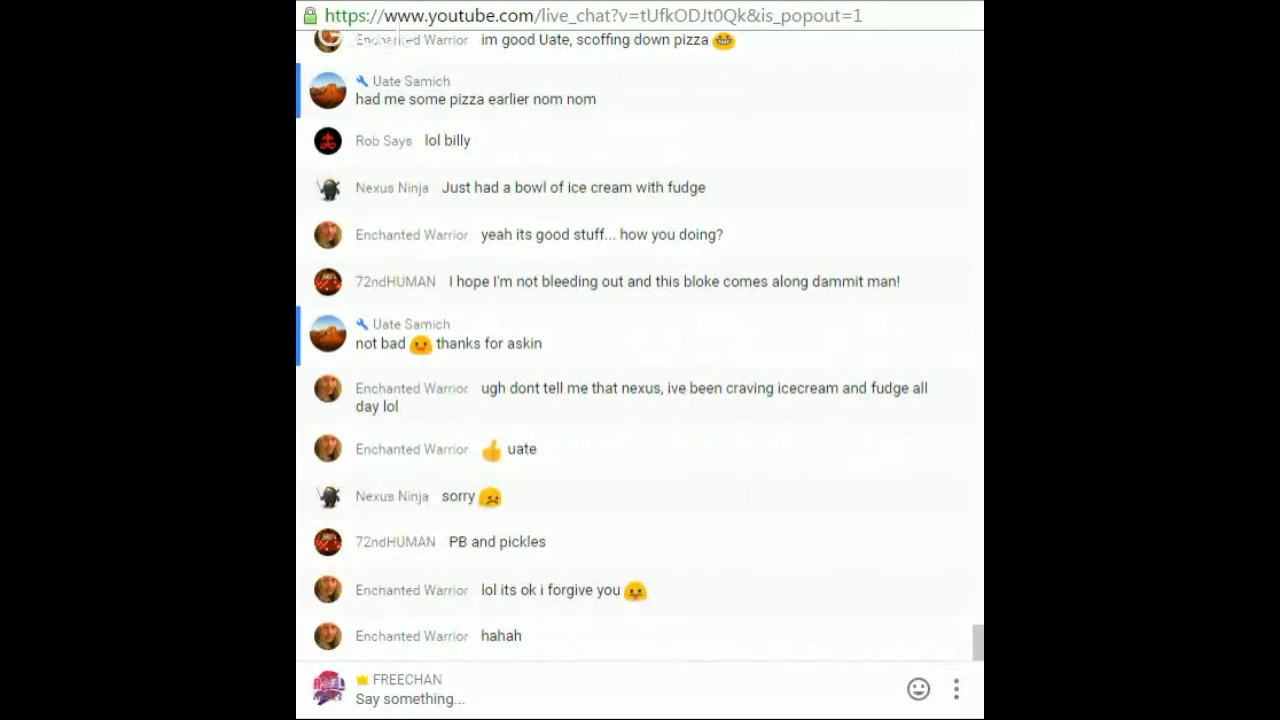 https://www.youtube.com/live_chat?v=tUfkODJt0Qk&is_popout=1
Enchanted Warrior im good Uate, scoffing down pizza
Uate Samich
had me some pizza earlier nom nom
Rob Says lol billy
Nexus Ninja Just had a bowl of ice cream with fudge
Enchanted Warrior yeah its good stuff... how you doing?
72ndHUMAN I hope I'm not bleeding out and this bloke comes along dammit man!
Uate Samich
not bad thanks for askin
Enchanted Warrior ugh dont tell me that nexus, ive been craving icecream and fudge all
day lol
Enchanted Warrior uate
Nexus Ninja sorry
72ndHUMAN PB and pickles
Enchanted Warrior lol its ok i forgive you
Enchanted Warrior hahah
FREECHAN
Say something...